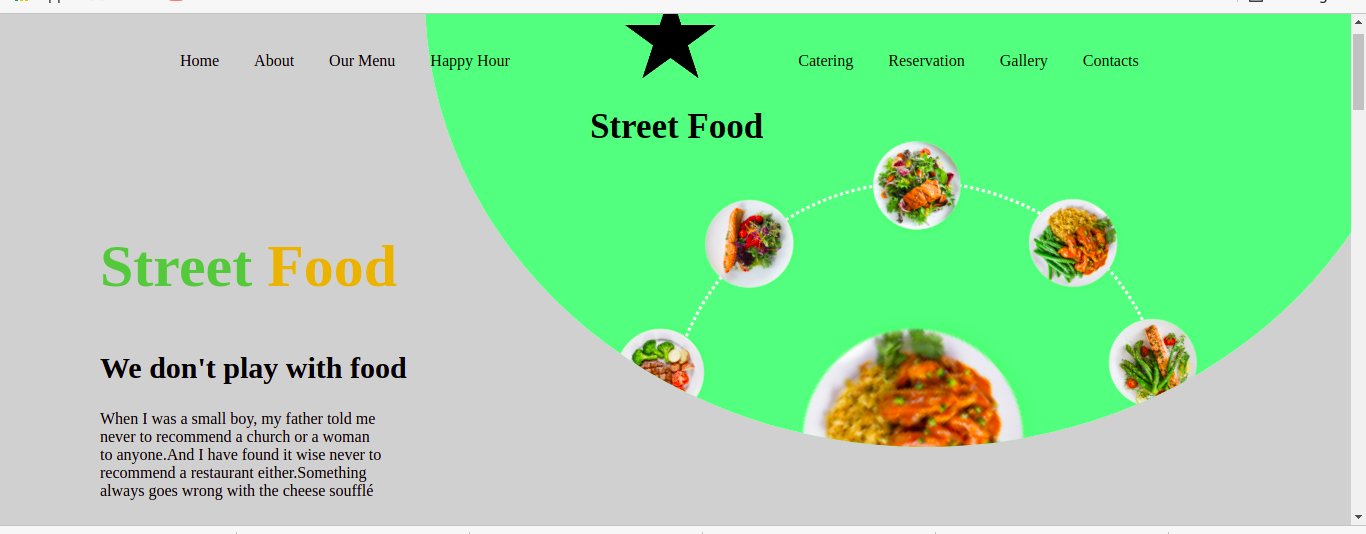 Home About Our Menu Happy Hour Catering Reservation Gallery Contacts
Street Food
Street Food
We don't play with food
When I was a small boy, my father told me
never to recommend a church or a woman
to anyone.And I have found it wise never to
recommend a restaurant either.Something
always goes wrong with the cheese soufflé